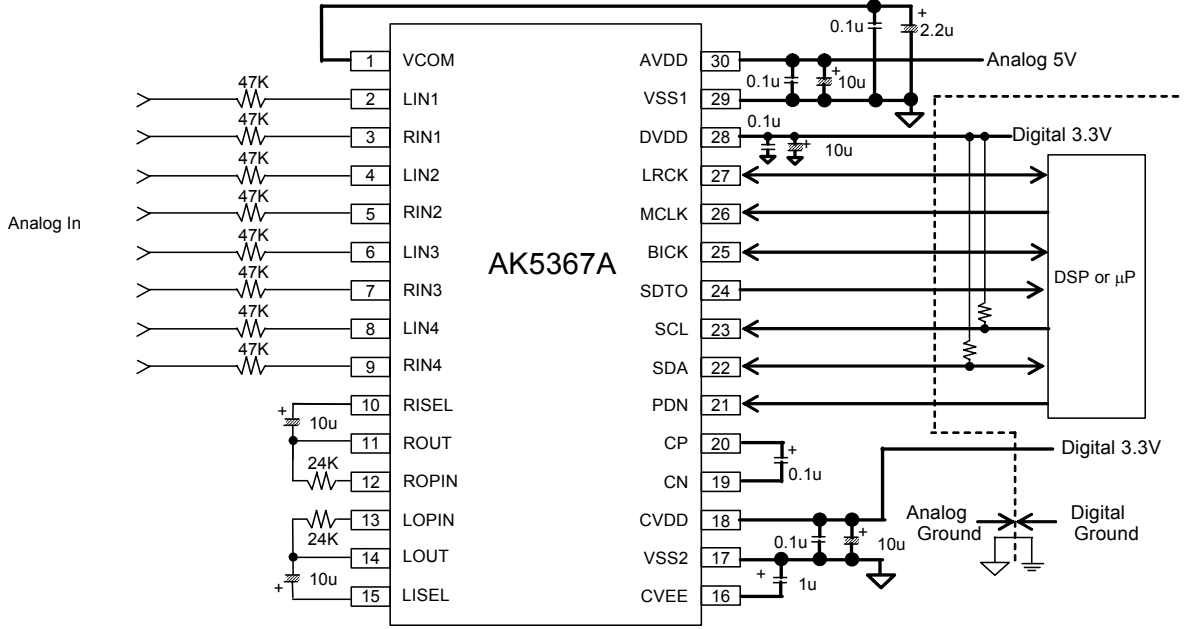 0.1u
+
2.2u
1 VCOM
AVDD 30
Analog 5V
47K
0.1u
+
10u
2 LIN1
VSS1 29
47K
0.1u
3 RIN1
DVDD 28
+
10u
Digital 3.3V
47K
4 LIN2
LRCK 27
47K
5 RIN2
MCLK 26
Analog In
47K
6 LIN3
AK5367A
BICK 25
DSP or μP
47K
7 RIN3
SDTO 24
47K
8 LIN4
SCL 23
47K
9 RIN4
SDA 22
10 RISEL
PDN 21
+
10u
11 ROUT
CP 20
+
0.1u
Digital 3.3V
24K
12 ROPIN
CN 19
13 LOPIN
CVDD 18
24K
0.1u
+
10u
Analog Ground
Digital Ground
14 LOUT
VSS2 17
+
10u
+
1u
15 LISEL
CVEE 16